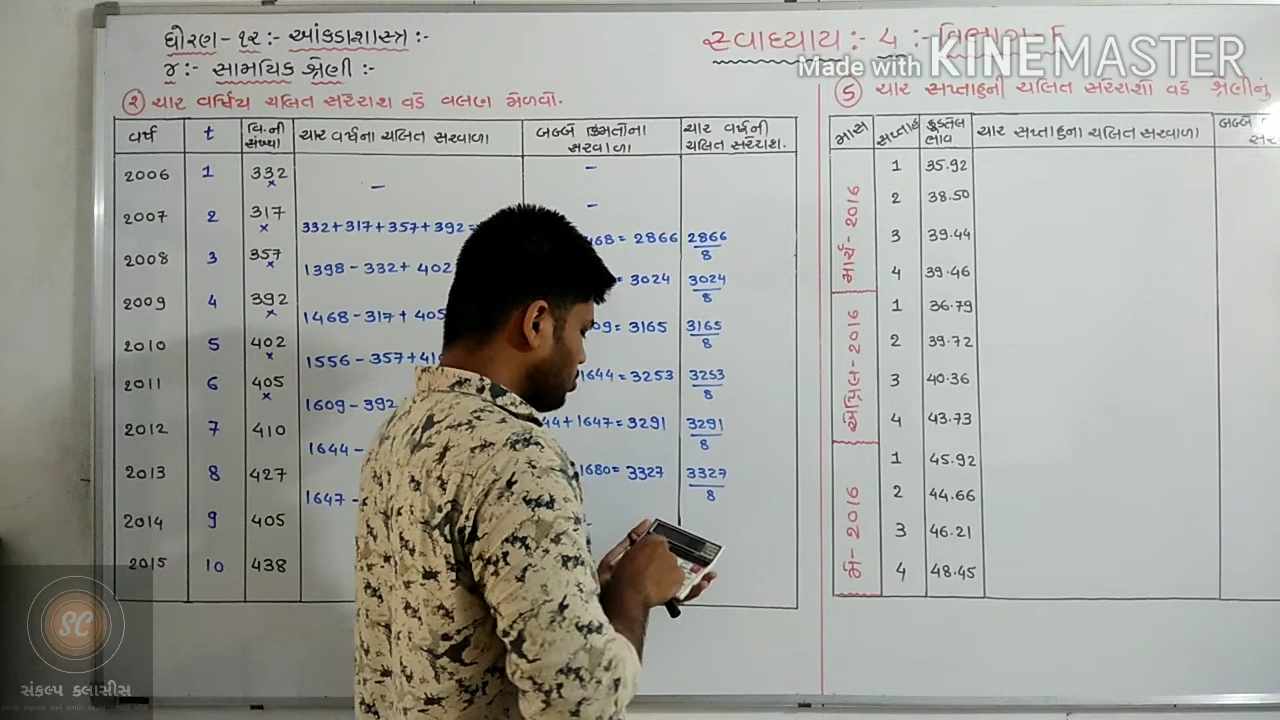 ધોરણ - ૧૨ :- આંકડાશાસ્ત્ર :-
૪ :- સામયિક શ્રેણી :-
સ્વાધ્યાય :- ૪ :- વિભાગ-
Made with KINEMASTER
ચાર વર્ષિય ચલિત સરેરાશ વડે વલણ મેળવો.
વર્ષ t વિ.ની સંખ્યા ચાર વર્ષના ચલિત સરવાળા બબ્બે કિંમતોના સરવાળા ચાર વર્ષની ચલિત સરેરાશ.
2006 1 332 - -
2007 2 317 -
332+317+357+392= 468 = 2866 2866/8
2008 3 357
1398 - 332 + 402 = 3024 3024/8
2009 4 392
1468 - 317 + 405 09 = 3165 3165/8
2010 5 402
1556 - 357 + 41 1644 = 3253 3253/8
2011 6 405
1609 - 392 44 + 1647 = 3291 3291/8
2012 7 410
1644 - 1680 = 3327 3327/8
2013 8 427
1647 -
2014 9 405
2015 10 438
5 ચાર સપ્તાહની ચલિત સરેરાશો વડે શ્રેણીનું
માસ સપ્તાહ ભાવ ચાર સપ્તાહના ચલિત સરવાળા બબ્બે
માર્ચ - 2016
1 35.92
2 38.50
3 39.44
4 39.46
એપ્રિલ - 2016
1 36.79
2 39.72
3 40.36
4 43.73
મે - 2016
1 45.92
2 44.66
3 46.21
4 48.45
SC
સંકલ્પ ક્લાસીસ